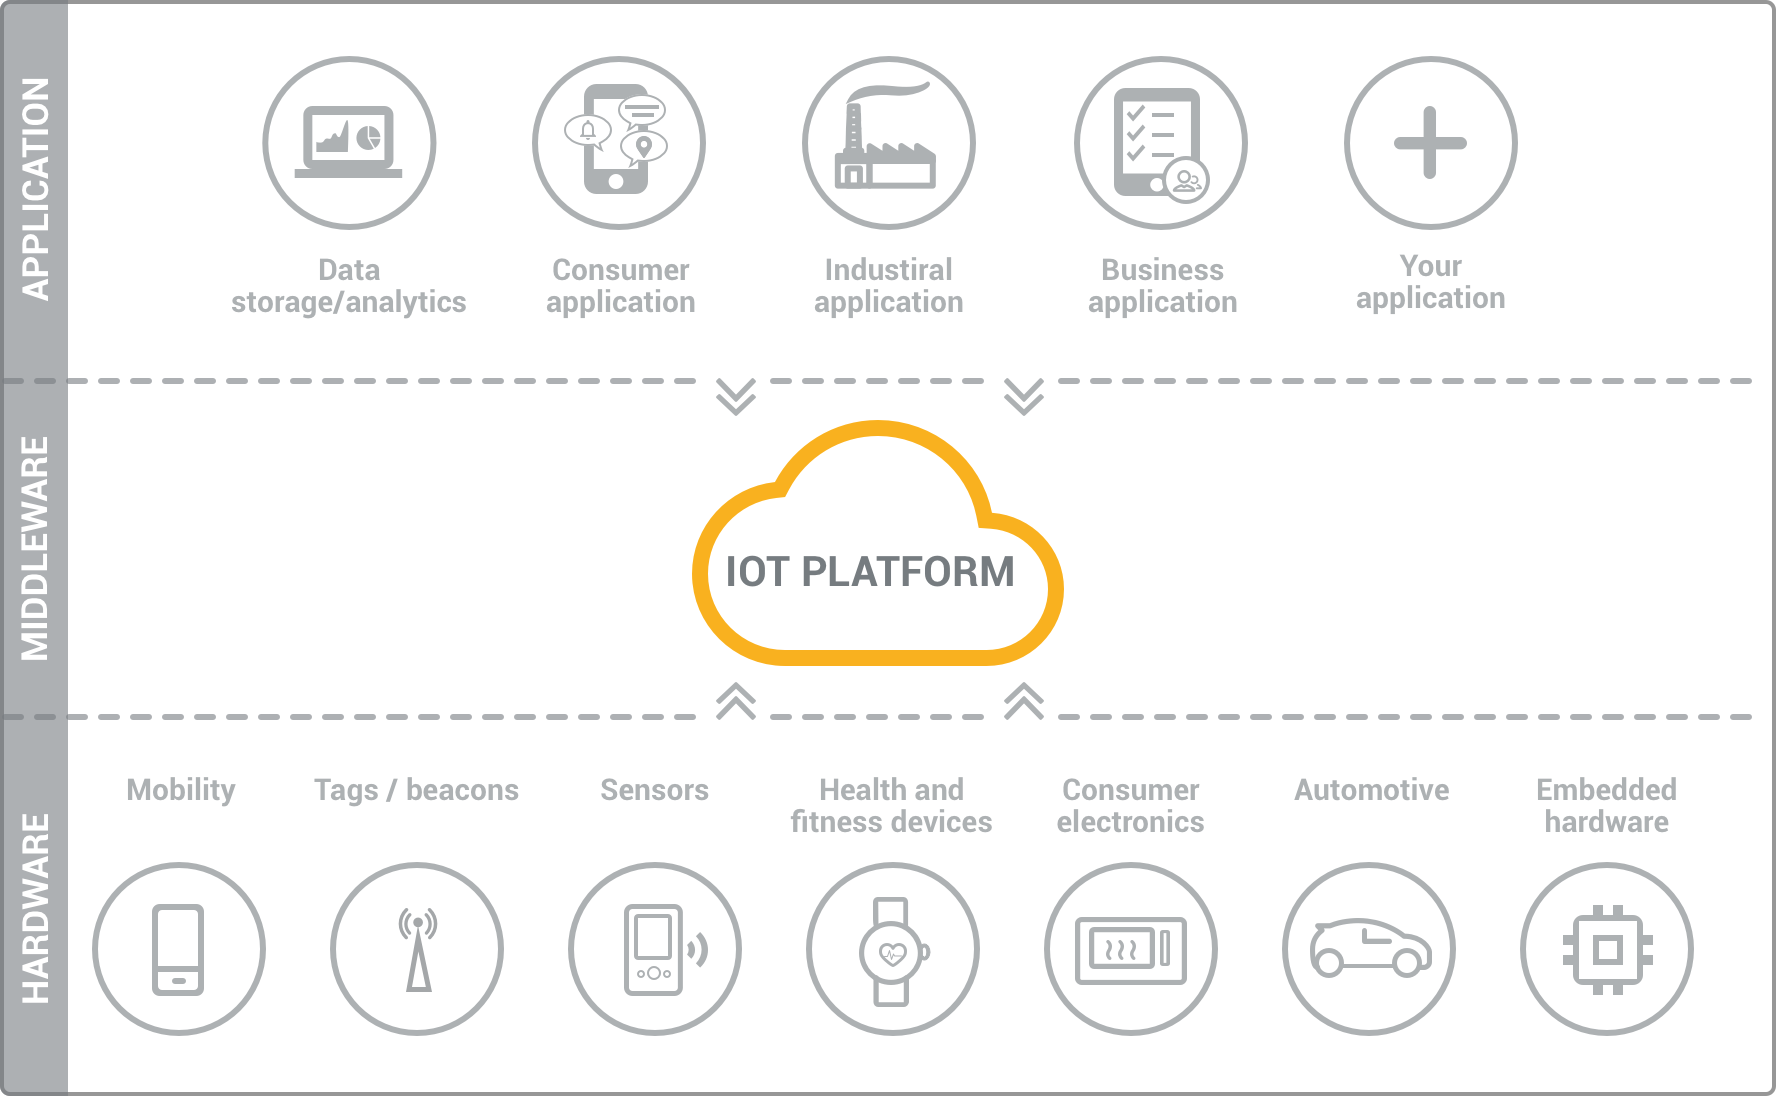 APPLICATION
Data
storage/analytics
Consumer
application
Industiral
application
Business
application
Your
application
MIDDLEWARE
IOT PLATFORM
HARDWARE
Mobility
Tags / beacons
Sensors
Health and
fitness devices
Consumer
electronics
Automotive
Embedded
hardware